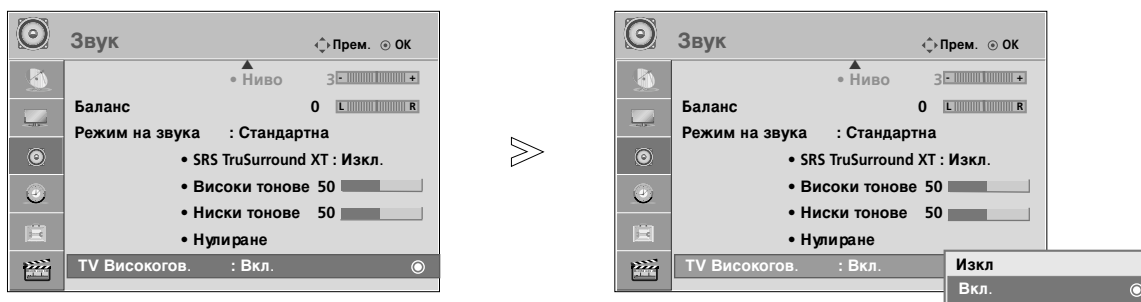 Звук Прем. OK
• Ниво 3 - +
Баланс 0 L R
Режим на звука : Стандартна
• SRS TruSurround XT : Изкл.
• Високи тонове 50
• Ниски тонове 50
• Нулиране
TV Високогов. : Вкл.
Звук Прем. OK
• Ниво 3 - +
Баланс 0 L R
Режим на звука : Стандартна
• SRS TruSurround XT : Изкл.
• Високи тонове 50
• Ниски тонове 50
• Нулиране
TV Високогов. : Вкл.
Изкл
Вкл.